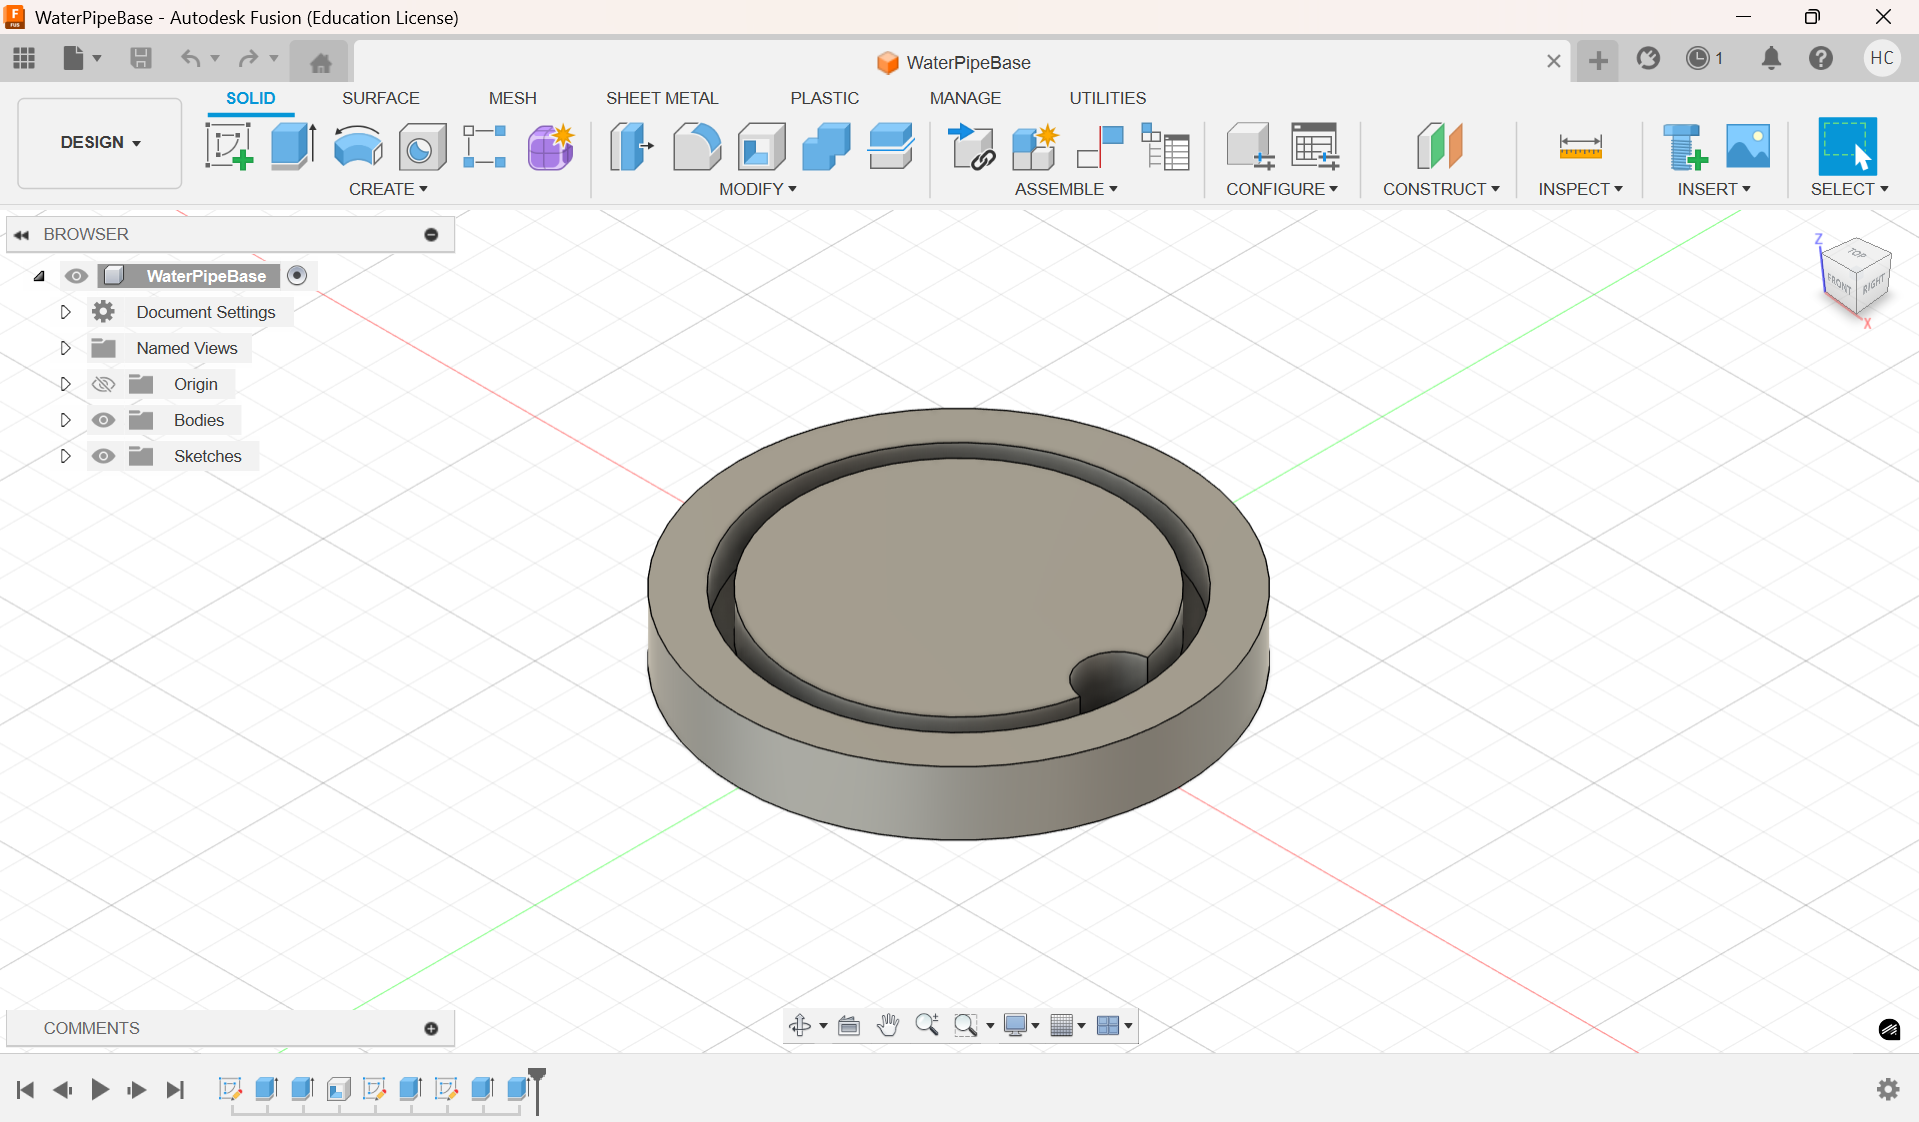 WaterPipeBase - Autodesk Fusion (Education License)
WaterPipeBase
1
HC
SOLID SURFACE MESH SHEET METAL PLASTIC MANAGE UTILITIES
DESIGN
CREATE MODIFY ASSEMBLE CONFIGURE CONSTRUCT INSPECT INSERT SELECT
BROWSER
WaterPipeBase
Document Settings
Named Views
Origin
Bodies
Sketches
Z
TOP
FRONT
RIGHT
X
COMMENTS